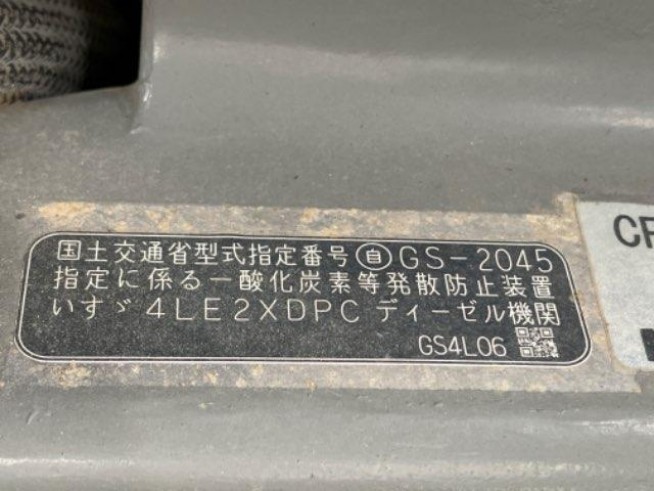 国土交通省型式指定番号 ㊀自 GS-2045
指定に係る一酸化炭素等発散防止装置
いすゞ 4LE2XDPC ディーゼル機関
GS4L06